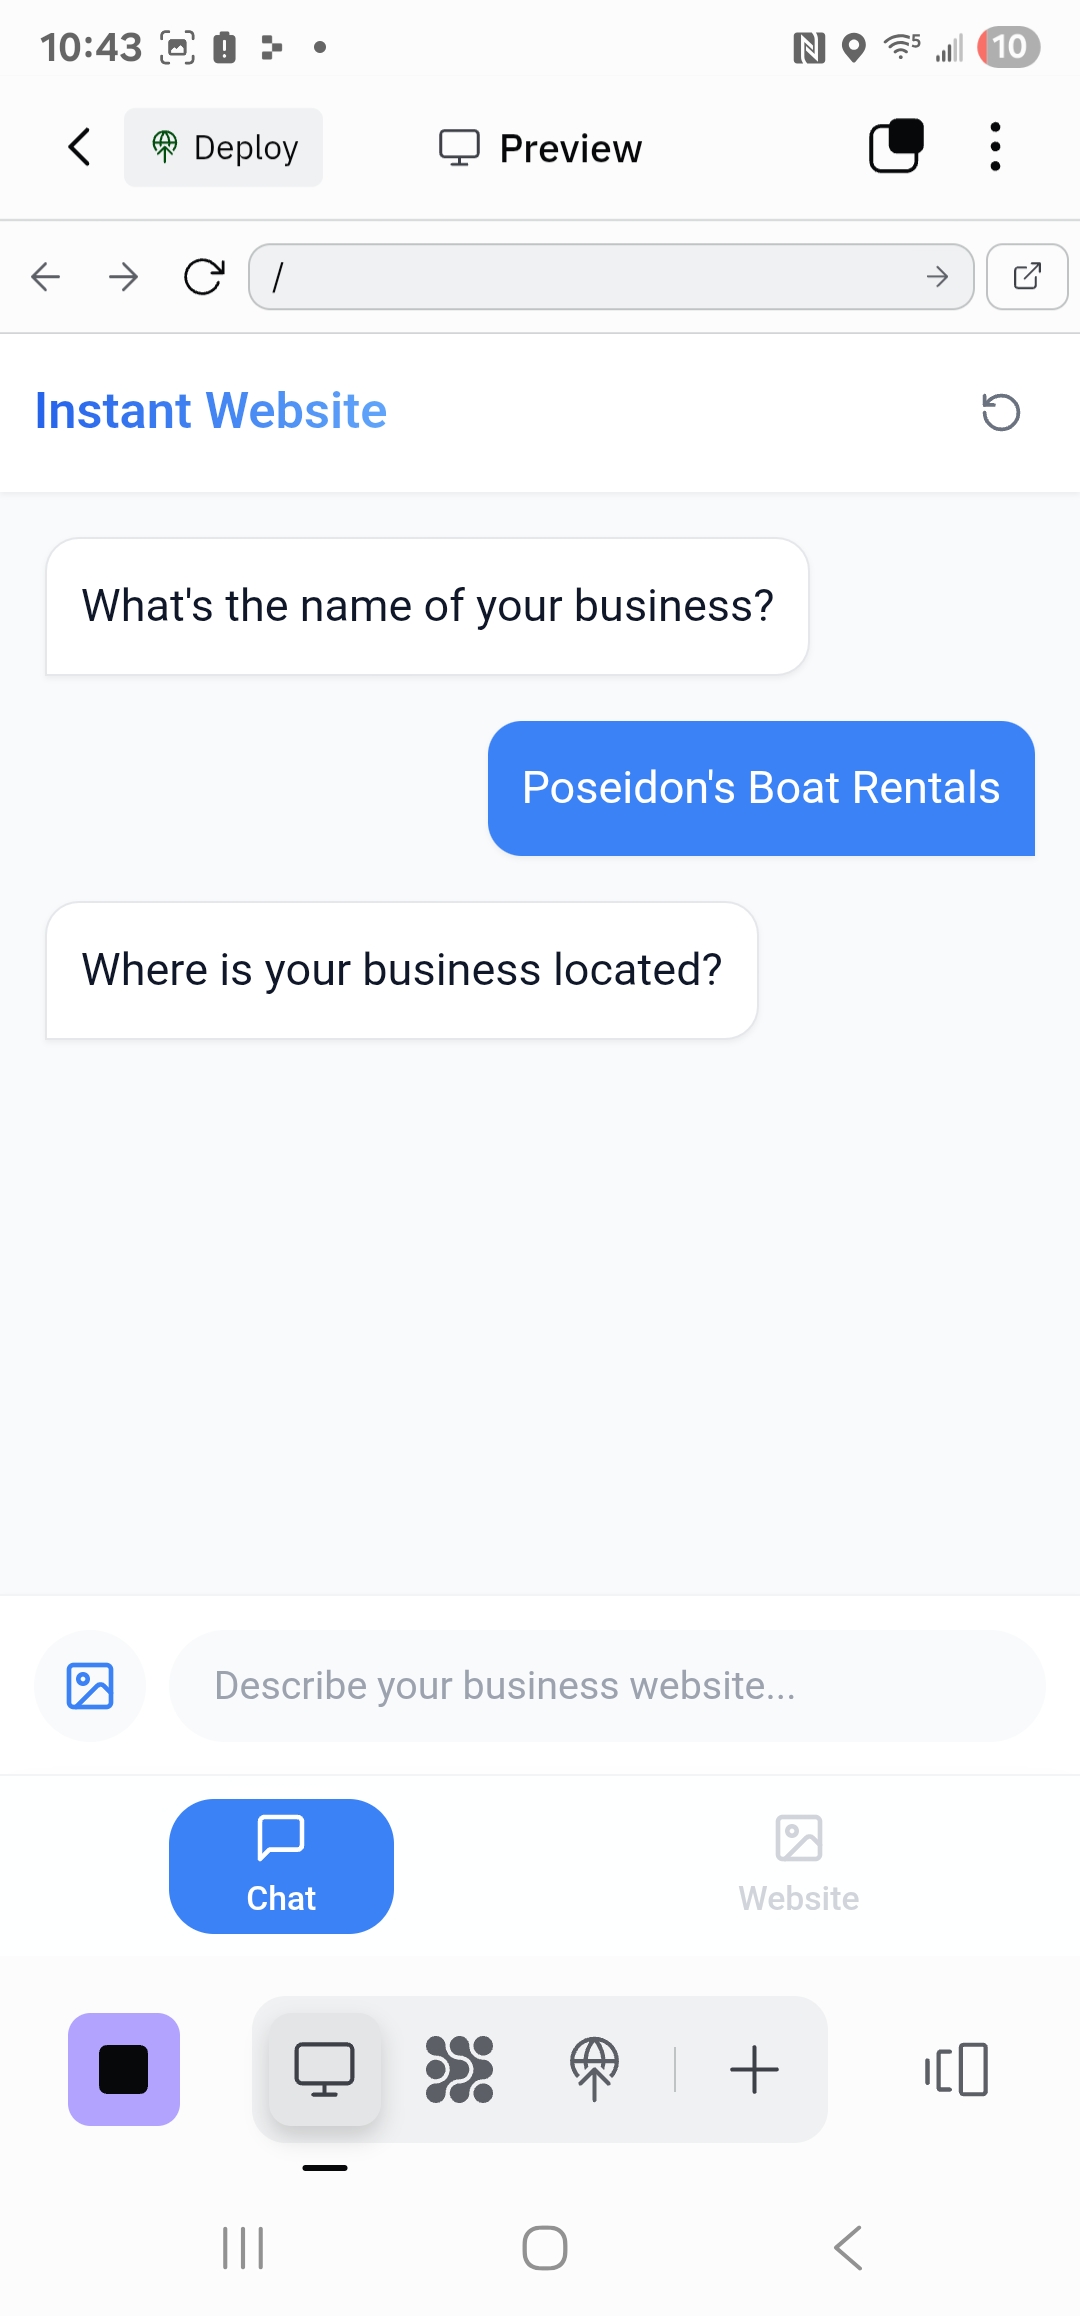 10:43
5
10
Deploy
Preview
/
Instant Website
What's the name of your business?
Poseidon's Boat Rentals
Where is your business located?
Describe your business website...
Chat
Website